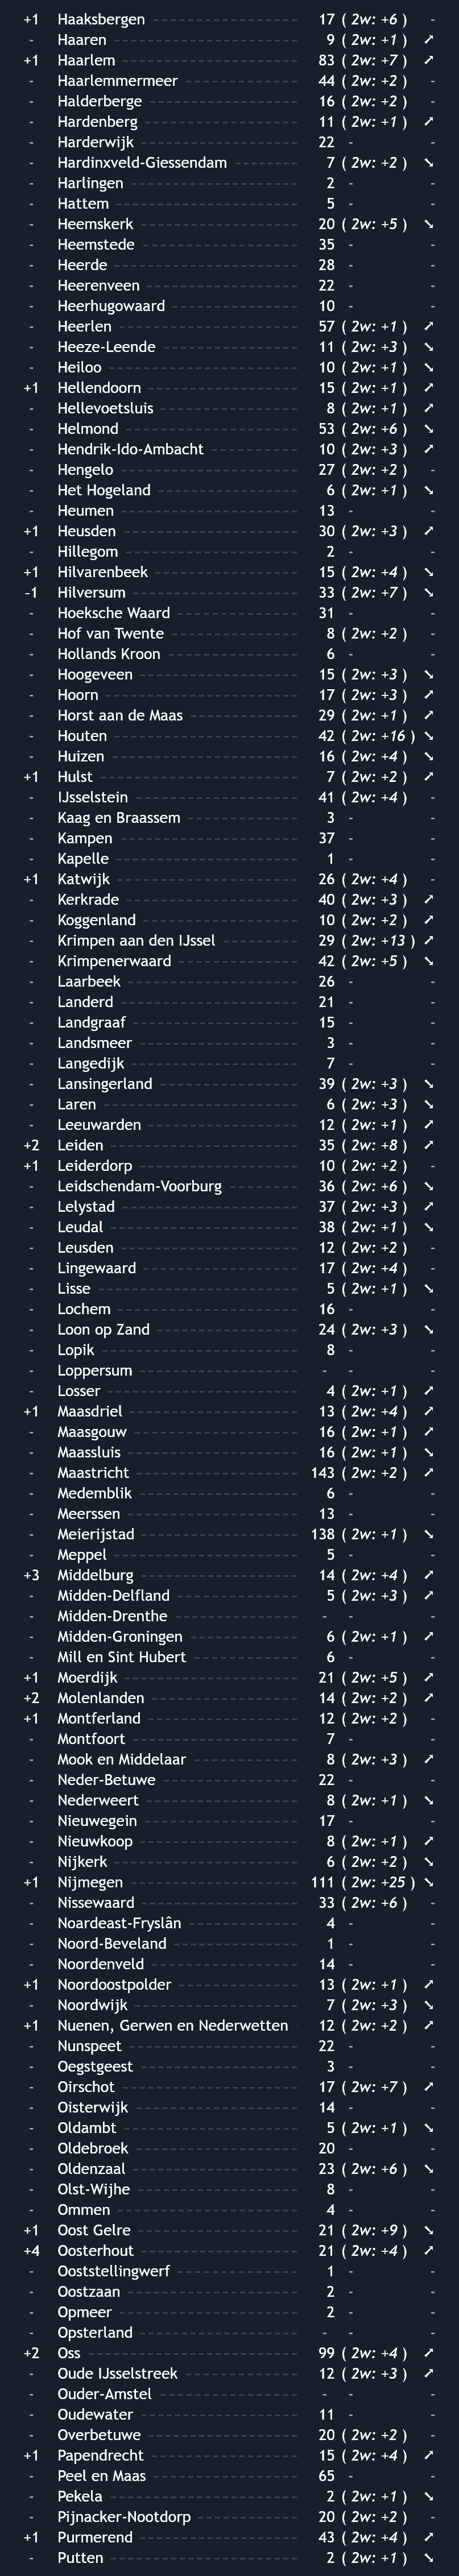 +1 Haaksbergen 17 ( 2w: +6 ) -
- Haaren 9 ( 2w: +1 ) ➚
+1 Haarlem 83 ( 2w: +7 ) ➚
- Haarlemmermeer 44 ( 2w: +2 ) -
- Halderberge 16 ( 2w: +2 ) -
- Hardenberg 11 ( 2w: +1 ) ➚
- Harderwijk 22 - -
- Hardinxveld-Giessendam 7 ( 2w: +2 ) ➘
- Harlingen 2 - -
- Hattem 5 - -
- Heemskerk 20 ( 2w: +5 ) ➘
- Heemstede 35 - -
- Heerde 28 - -
- Heerenveen 22 - -
- Heerhugowaard 10 - -
- Heerlen 57 ( 2w: +1 ) ➚
- Heeze-Leende 11 ( 2w: +3 ) ➘
- Heiloo 10 ( 2w: +1 ) ➘
+1 Hellendoorn 15 ( 2w: +1 ) ➚
- Hellevoetsluis 8 ( 2w: +1 ) ➚
- Helmond 53 ( 2w: +6 ) ➘
- Hendrik-Ido-Ambacht 10 ( 2w: +3 ) ➚
- Hengelo 27 ( 2w: +2 ) -
- Het Hogeland 6 ( 2w: +1 ) ➘
- Heumen 13 - -
+1 Heusden 30 ( 2w: +3 ) ➚
- Hillegom 2 - -
+1 Hilvarenbeek 15 ( 2w: +4 ) ➘
-1 Hilversum 33 ( 2w: +7 ) ➘
- Hoeksche Waard 31 - -
- Hof van Twente 8 ( 2w: +2 ) -
- Hollands Kroon 6 - -
- Hoogeveen 15 ( 2w: +3 ) ➘
- Hoorn 17 ( 2w: +3 ) ➚
- Horst aan de Maas 29 ( 2w: +1 ) ➚
- Houten 42 ( 2w: +16 ) ➘
- Huizen 16 ( 2w: +4 ) ➘
+1 Hulst 7 ( 2w: +2 ) ➚
- IJsselstein 41 ( 2w: +4 ) -
- Kaag en Braassem 3 - -
- Kampen 37 - -
- Kapelle 1 - -
+1 Katwijk 26 ( 2w: +4 ) -
- Kerkrade 40 ( 2w: +3 ) ➚
- Koggenland 10 ( 2w: +2 ) ➚
- Krimpen aan den IJssel 29 ( 2w: +13 ) ➚
- Krimpenerwaard 42 ( 2w: +5 ) ➘
- Laarbeek 26 - -
- Landerd 21 - -
- Landgraaf 15 - -
- Landsmeer 3 - -
- Langedijk 7 - -
- Lansingerland 39 ( 2w: +3 ) ➘
- Laren 6 ( 2w: +3 ) ➘
- Leeuwarden 12 ( 2w: +1 ) ➚
+2 Leiden 35 ( 2w: +8 ) ➚
+1 Leiderdorp 10 ( 2w: +2 ) -
- Leidschendam-Voorburg 36 ( 2w: +6 ) ➘
- Lelystad 37 ( 2w: +3 ) ➚
- Leudal 38 ( 2w: +1 ) ➘
- Leusden 12 ( 2w: +2 ) -
- Lingewaard 17 ( 2w: +4 ) -
- Lisse 5 ( 2w: +1 ) ➘
- Lochem 16 - -
- Loon op Zand 24 ( 2w: +3 ) ➘
- Lopik 8 - -
- Loppersum - - -
- Losser 4 ( 2w: +1 ) ➚
+1 Maasdriel 13 ( 2w: +4 ) ➚
- Maasgouw 16 ( 2w: +1 ) ➚
- Maassluis 16 ( 2w: +1 ) ➘
- Maastricht 143 ( 2w: +2 ) ➚
- Medemblik 6 - -
- Meerssen 13 - -
- Meierijstad 138 ( 2w: +1 ) ➘
- Meppel 5 - -
+3 Middelburg 14 ( 2w: +4 ) ➚
- Midden-Delfland 5 ( 2w: +3 ) ➚
- Midden-Drenthe - - -
- Midden-Groningen 6 ( 2w: +1 ) ➚
- Mill en Sint Hubert 6 - -
+1 Moerdijk 21 ( 2w: +5 ) ➚
+2 Molenlanden 14 ( 2w: +2 ) ➚
+1 Montferland 12 ( 2w: +2 ) -
- Montfoort 7 - -
- Mook en Middelaar 8 ( 2w: +3 ) ➚
- Neder-Betuwe 22 - -
- Nederweert 8 ( 2w: +1 ) ➘
- Nieuwegein 17 - -
- Nieuwkoop 8 ( 2w: +1 ) ➚
- Nijkerk 6 ( 2w: +2 ) ➘
+1 Nijmegen 111 ( 2w: +25 ) ➘
- Nissewaard 33 ( 2w: +6 ) -
- Noardeast-Fryslân 4 - -
- Noord-Beveland 1 - -
- Noordenveld 14 - -
+1 Noordoostpolder 13 ( 2w: +1 ) ➚
- Noordwijk 7 ( 2w: +3 ) ➘
+1 Nuenen, Gerwen en Nederwetten 12 ( 2w: +2 ) ➚
- Nunspeet 22 - -
- Oegstgeest 3 - -
- Oirschot 17 ( 2w: +7 ) ➚
- Oisterwijk 14 - -
- Oldambt 5 ( 2w: +1 ) ➘
- Oldebroek 20 - -
- Oldenzaal 23 ( 2w: +6 ) ➘
- Olst-Wijhe 8 - -
- Ommen 4 - -
+1 Oost Gelre 21 ( 2w: +9 ) ➘
+4 Oosterhout 21 ( 2w: +4 ) ➚
- Ooststellingwerf 1 - -
- Oostzaan 2 - -
- Opmeer 2 - -
- Opsterland - - -
+2 Oss 99 ( 2w: +4 ) ➚
- Oude IJsselstreek 12 ( 2w: +3 ) ➚
- Ouder-Amstel - - -
- Oudewater 11 - -
- Overbetuwe 20 ( 2w: +2 ) -
+1 Papendrecht 15 ( 2w: +4 ) ➚
- Peel en Maas 65 - -
- Pekela 2 ( 2w: +1 ) ➘
- Pijnacker-Nootdorp 20 ( 2w: +2 ) -
+1 Purmerend 43 ( 2w: +4 ) ➚
- Putten 2 ( 2w: +1 ) ➘